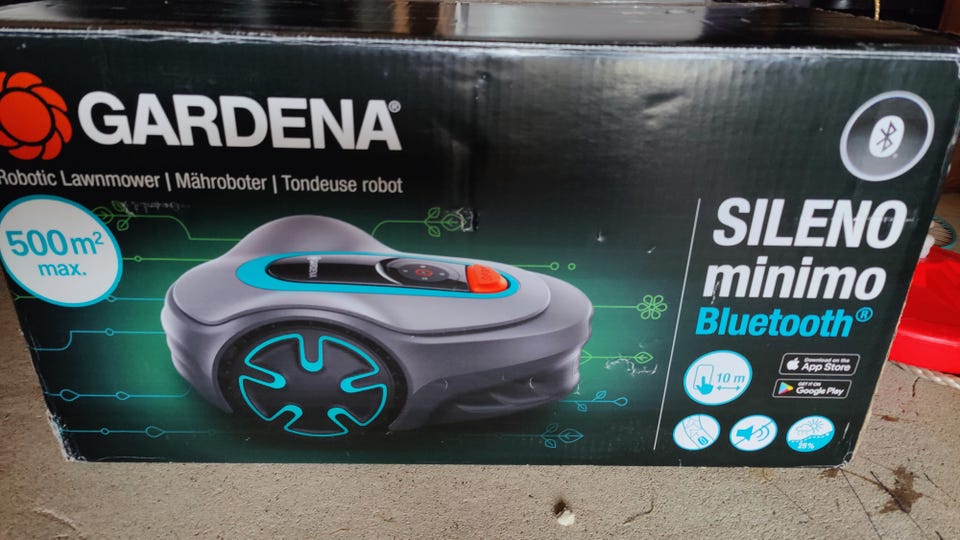 GARDENA®
Robotic Lawnmower | Mähroboter | Tondeuse robot
500 m²
max.
GARDENA
SILENO
minimo
Bluetooth®
10 m
Download on the
App Store
GET IT ON
Google Play
25%